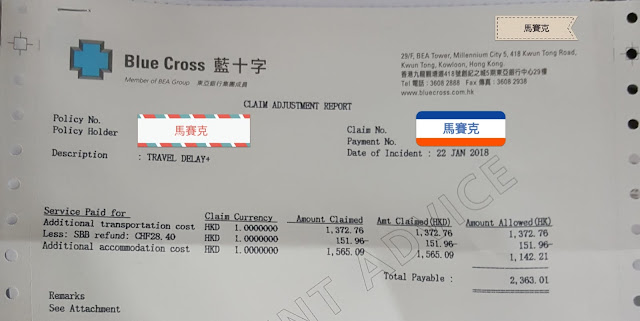 馬賽克
Blue Cross 藍十字
Member of BEA Group 東亞銀行集團成員
29/F, BEA Tower, Millennium City 5, 418 Kwun Tong Road,
Kwun Tong, Kowloon, Hong Kong.
香港九龍觀塘道418號創紀之城5期東亞銀行中心29樓
Tel 電話 : 3608 2888 Fax 傳真 : 3608 2938
www.bluecross.com.hk
CLAIM ADJUSTMENT REPORT
Policy No. 馬賽克 Claim No. 馬賽克
Policy Holder Payment No.
Description : TRAVEL DELAY+ Date of Incident : 22 JAN 2018
Service Paid for Claim Currency Amount Claimed Amt Claimed(HKD) Amount Allowed(HK)
Additional transportation cost HKD 1.0000000 1,372.76 1,372.76 1,372.76
Less: SBB refund: CHF28.40 HKD 1.0000000 151.96- 151.96- 151.96-
Additional accommodation cost HKD 1.0000000 1,565.09 1,565.09 1,142.21
Total Payable : 2,363.01
Remarks
See Attachment
ADVICE